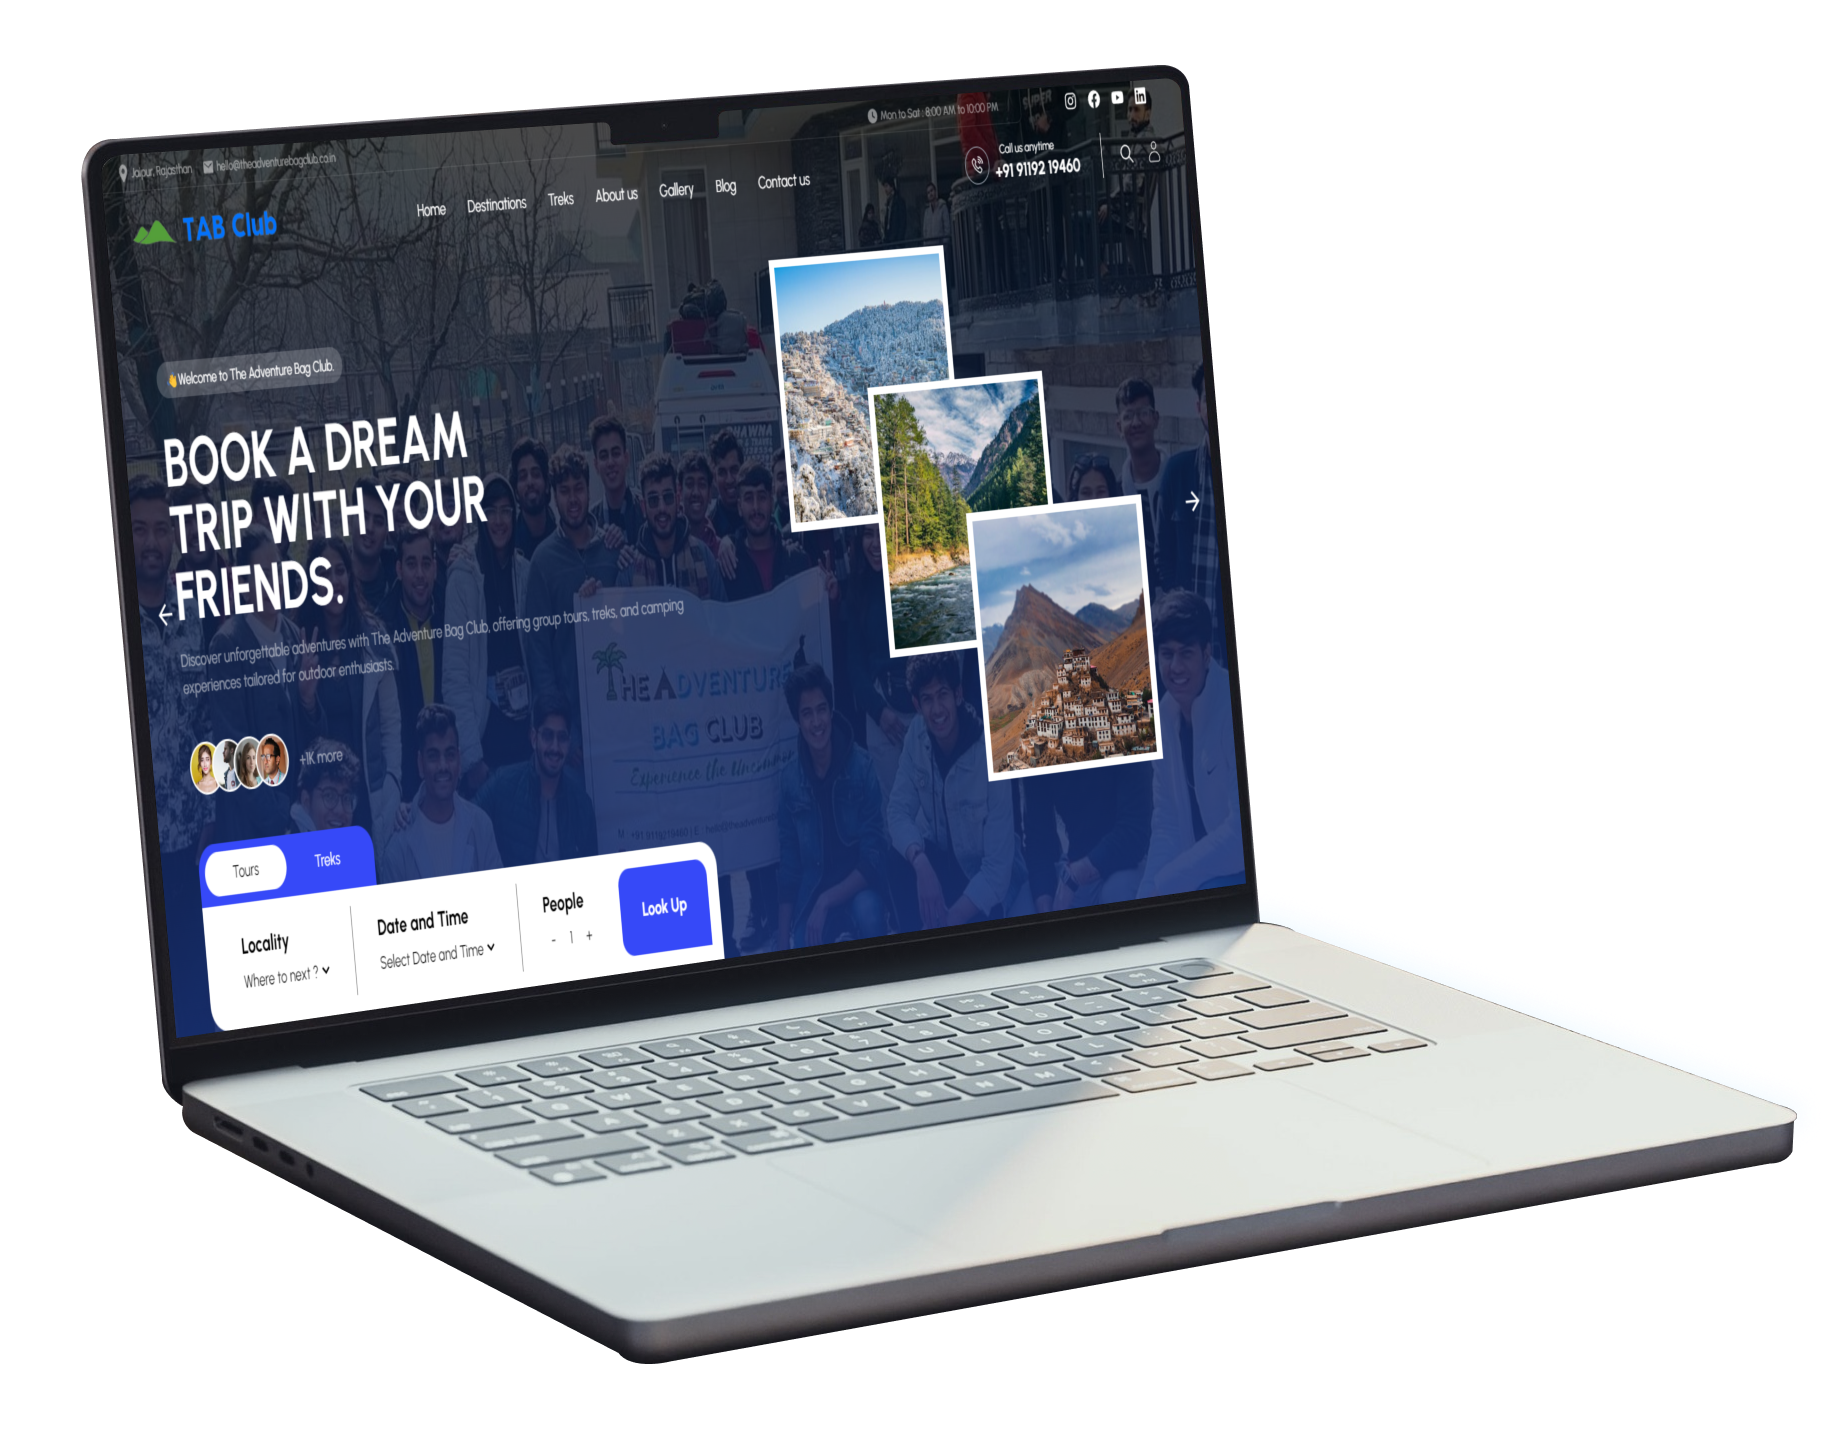 Jaipur, Rajasthan
hello@theadventurebagclub.co.in
Mon to Sat : 8:00 AM to 10:00 PM
TAB Club
Home
Destinations
Treks
About us
Gallery
Blog
Contact us
Call us anytime
+91 91192 19460
SUPER
👋Welcome to The Adventure Bag Club.
BOOK A DREAM
TRIP WITH YOUR
FRIENDS.
Discover unforgettable adventures with The Adventure Bag Club, offering group tours, treks, and camping
experiences tailored for outdoor enthusiasts.
THE ADVENTURE
BAG CLUB
Experience the
+1K more
Tours
Treks
Locality
Where to next ?
Date and Time
Select Date and Time
People
- 1 +
Look Up